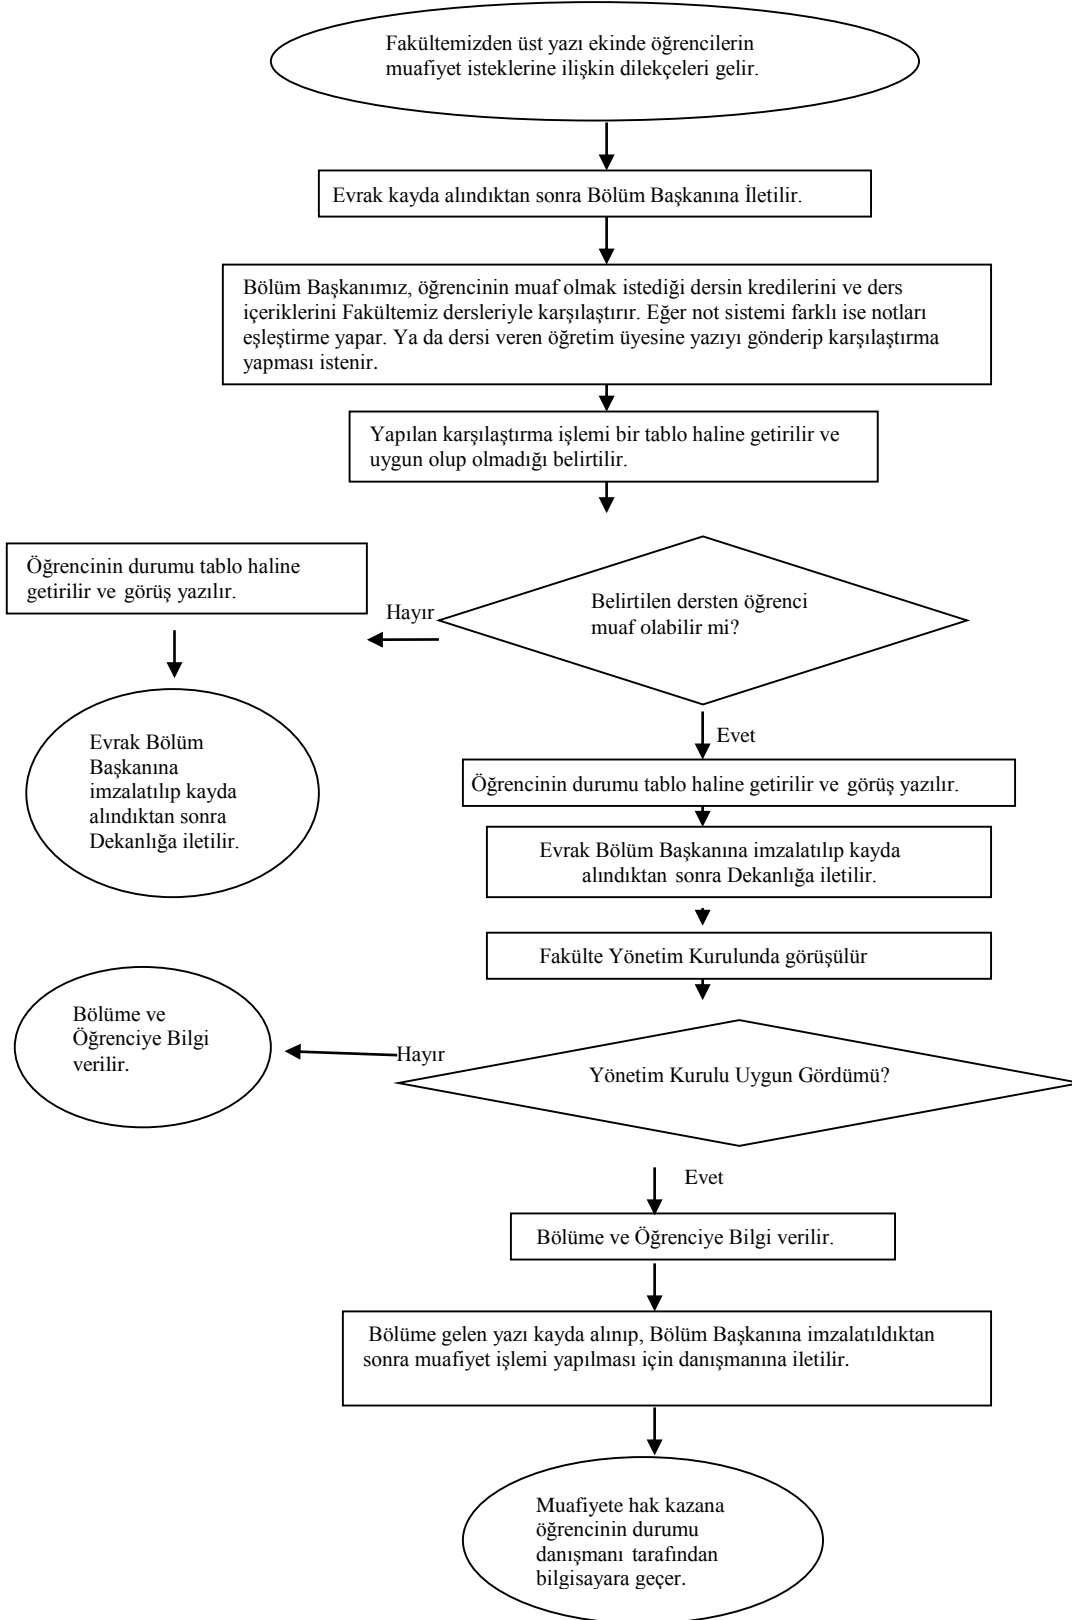 Fakültemizden üst yazı ekinde öğrencilerin
muafiyet isteklerine ilişkin dilekçeleri gelir.
Evrak kayda alındıktan sonra Bölüm Başkanına İletilir.
Bölüm Başkanımız, öğrencinin muaf olmak istediği dersin kredilerini ve ders
içeriklerini Fakültemiz dersleriyle karşılaştırır. Eğer not sistemi farklı ise notları
eşleştirme yapar. Ya da dersi veren öğretim üyesine yazıyı gönderip karşılaştırma
yapması istenir.
Yapılan karşılaştırma işlemi bir tablo haline getirilir ve
uygun olup olmadığı belirtilir.
Belirtilen dersten öğrenci
muaf olabilir mi?
Hayır
Öğrencinin durumu tablo haline
getirilir ve görüş yazılır.
Evrak Bölüm
Başkanına
imzalatılıp kayda
alındıktan sonra
Dekanlığa iletilir.
Evet
Öğrencinin durumu tablo haline getirilir ve görüş yazılır.
Evrak Bölüm Başkanına imzalatılıp kayda
alındıktan sonra Dekanlığa iletilir.
Fakülte Yönetim Kurulunda görüşülür
Yönetim Kurulu Uygun Gördümü?
Hayır
Bölüme ve
Öğrenciye Bilgi
verilir.
Evet
Bölüme ve Öğrenciye Bilgi verilir.
Bölüme gelen yazı kayda alınıp, Bölüm Başkanına imzalatıldıktan
sonra muafiyet işlemi yapılması için danışmanına iletilir.
Muafiyete hak kazana
öğrencinin durumu
danışmanı tarafından
bilgisayara geçer.